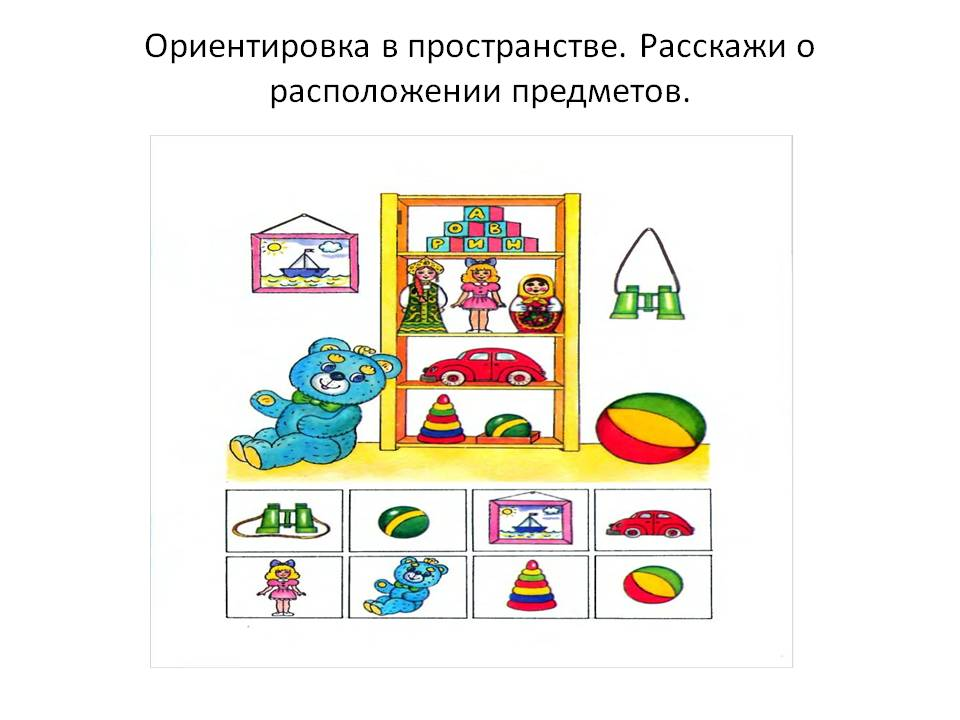 Ориентировка в пространстве. Расскажи о
расположении предметов.
А
О В
Р И Н